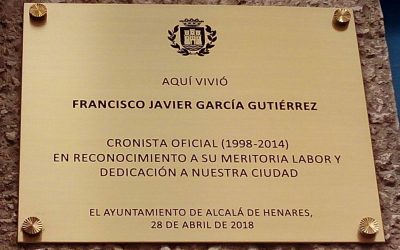 AQUÍ VIVIÓ
FRANCISCO JAVIER GARCÍA GUTIÉRREZ
CRONISTA OFICIAL (1998-2014)
EN RECONOCIMIENTO A SU MERITORIA LABOR Y
DEDICACIÓN A NUESTRA CIUDAD
EL AYUNTAMIENTO DE ALCALÁ DE HENARES,
28 DE ABRIL DE 2018